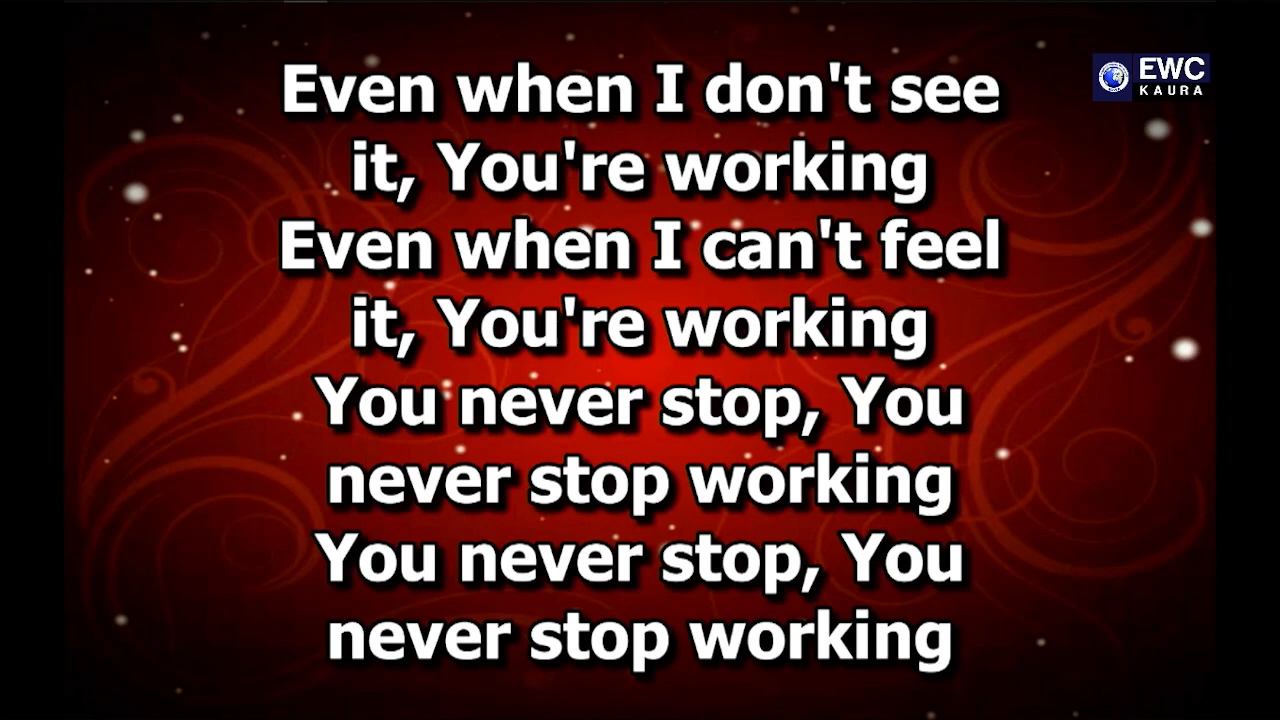 Even when I don't see
it, You're working
Even when I can't feel
it, You're working
You never stop, You
never stop working
You never stop, You
never stop working
EWC
KAURA